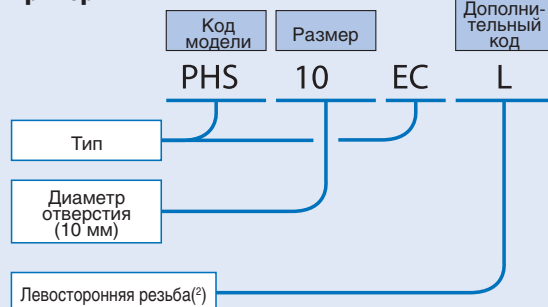 Код
модели
Размер
Дополни-
тельный
код
PHS 10 EC L
Тип
Диаметр
отверстия
(10 мм)
Левосторонняя резьба(²)